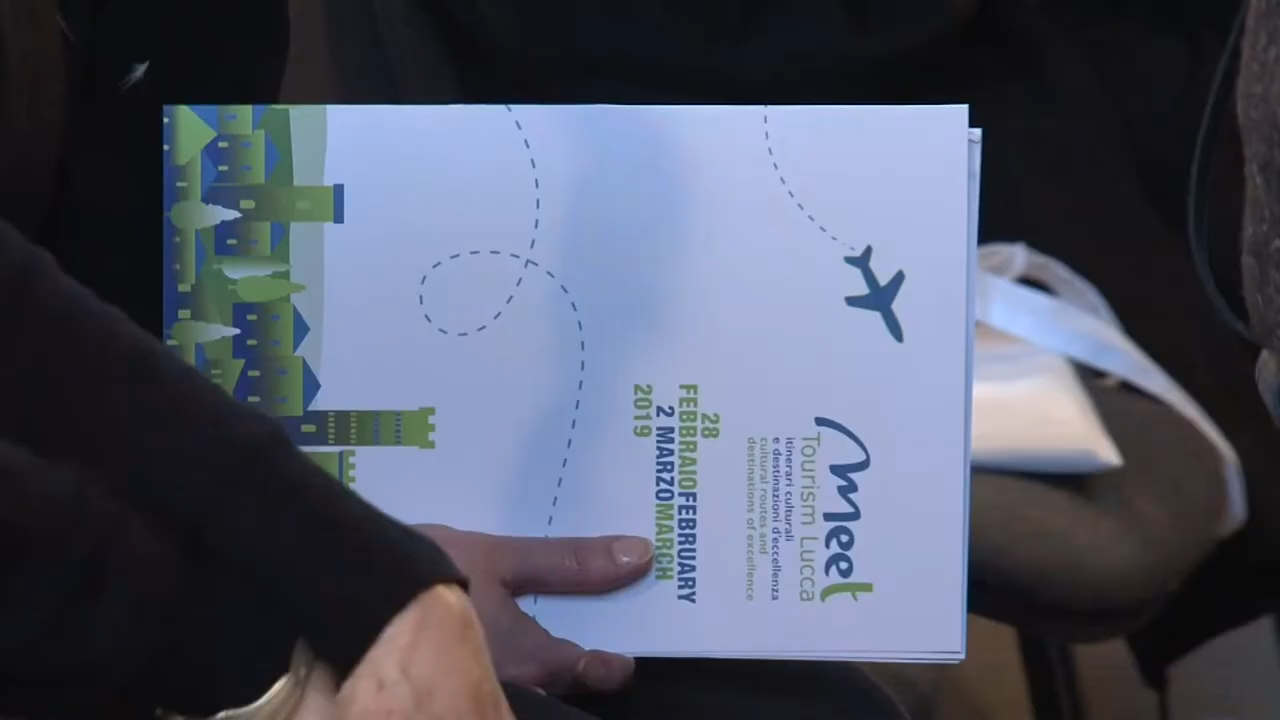 meet
Tourism Lucca
itinerari culturali
e destinazioni d'eccellenza
cultural routes and
destinations of excellence
28
FEBBRAIOFEBRUARY
2 MARZOMARCH
2019